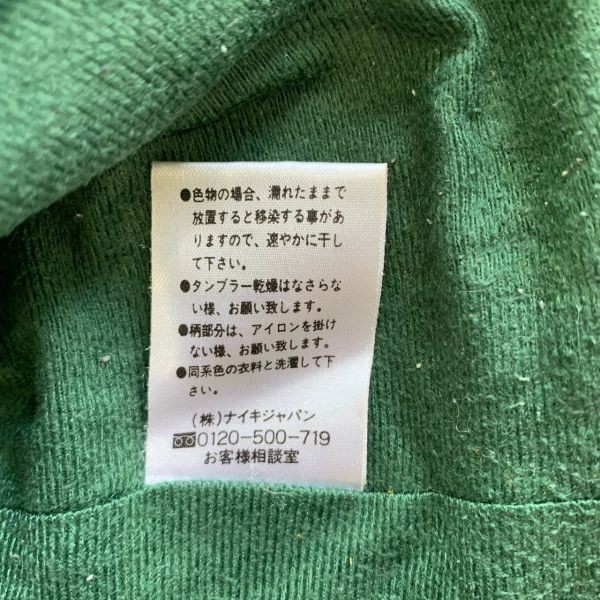 ●色物の場合、濡れたままで
放置すると移染する事があ
りますので、速やかに干し
て下さい。
●タンブラー乾燥はなさらな
い様、お願い致します。
●柄部分は、アイロンを掛け
ない様、お願い致します。
●同系色の衣料と洗濯して下
さい。
(株)ナイキジャパン
0120-500-719
お客様相談室